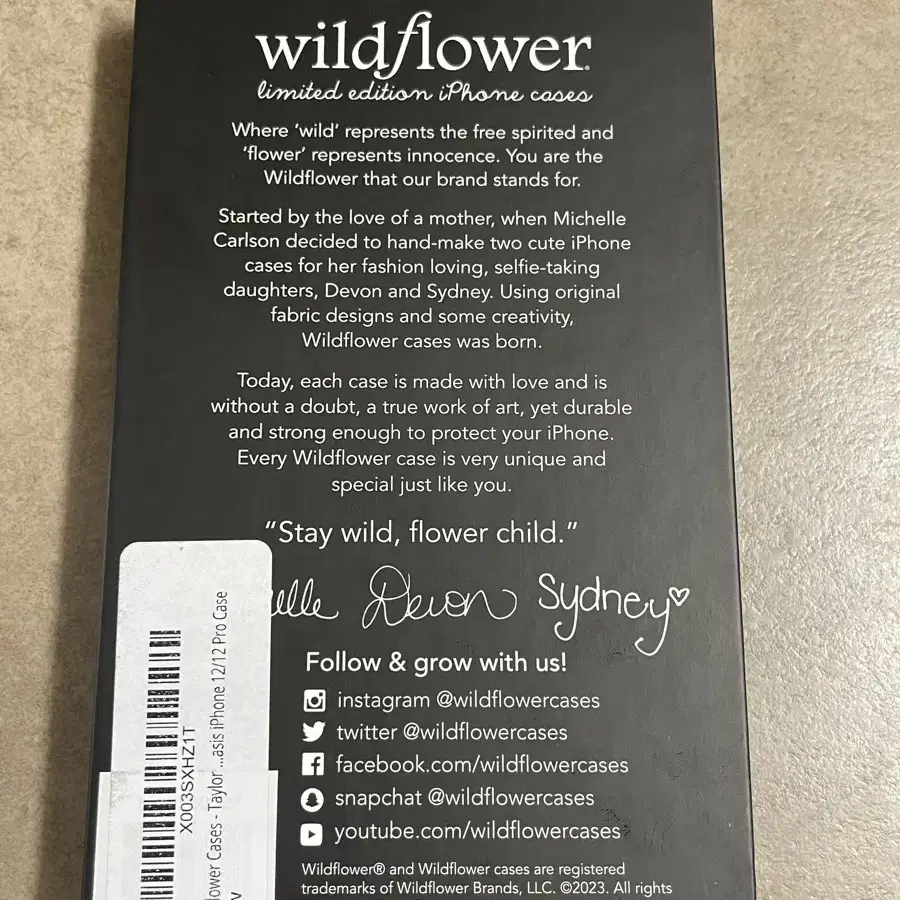 wildflower
limited edition iPhone cases
Where ‘wild’ represents the free spirited and
‘flower’ represents innocence. You are the
Wildflower that our brand stands for.
Started by the love of a mother, when Michelle
Carlson decided to hand-make two cute iPhone
cases for her fashion loving, selfie-taking
daughters, Devon and Sydney. Using original
fabric designs and some creativity,
Wildflower cases was born.
Today, each case is made with love and is
without a doubt, a true work of art, yet durable
and strong enough to protect your iPhone.
Every Wildflower case is very unique and
special just like you.
“Stay wild, flower child.”
elle Devon Sydney
Follow & grow with us!
instagram @wildflowercases
twitter @wildflowercases
facebook.com/wildflowercases
snapchat @wildflowercases
youtube.com/wildflowercases
Wildflower® and Wildflower cases are registered
trademarks of Wildflower Brands, LLC. ©2023. All rights
X003SXHZ1T
lower Cases - Taylor ...asis iPhone 12/12 Pro Case